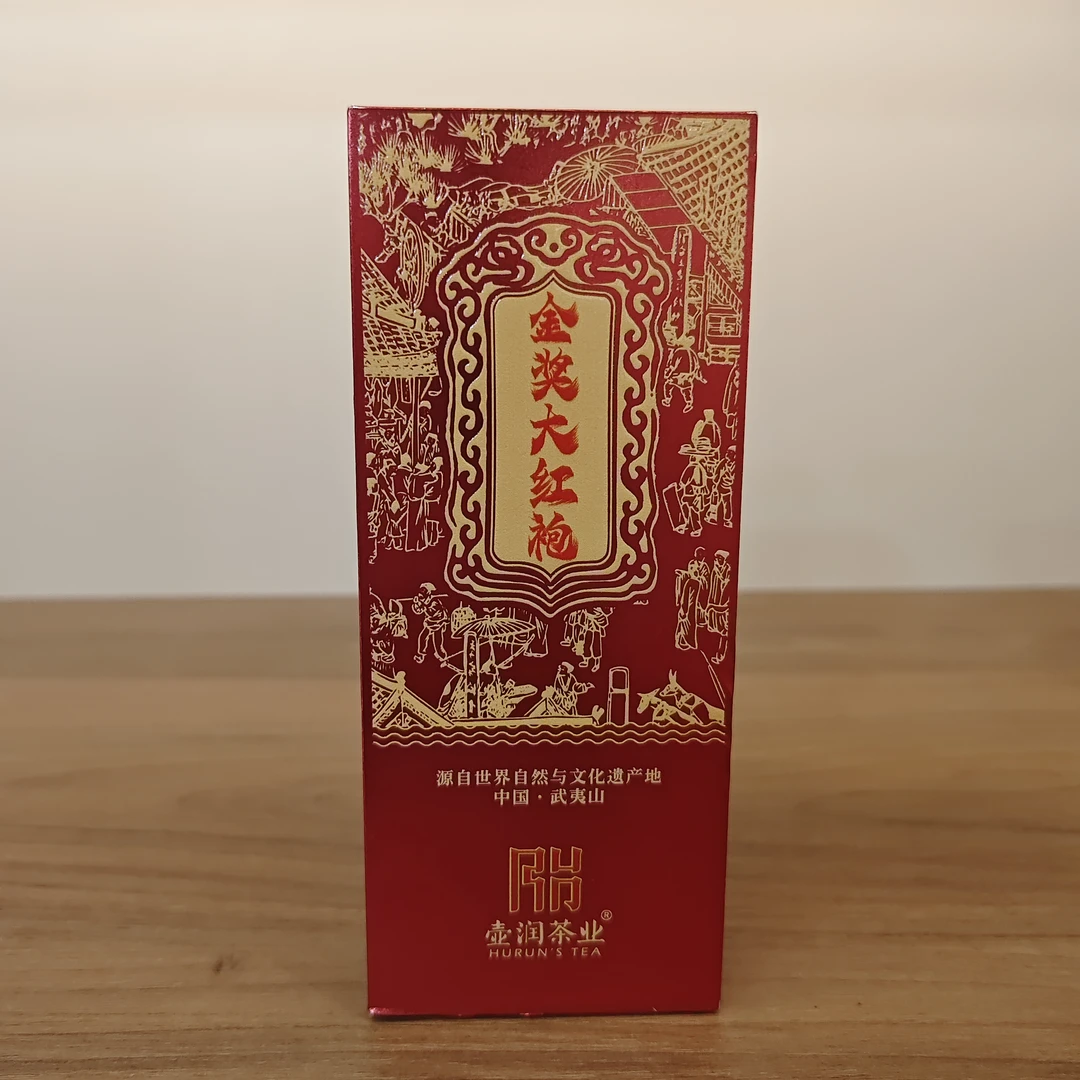 金奖大红袍
源自世界自然与文化遗产地
中国·武夷山
RH
壶润茶业®
HURUN'S TEA